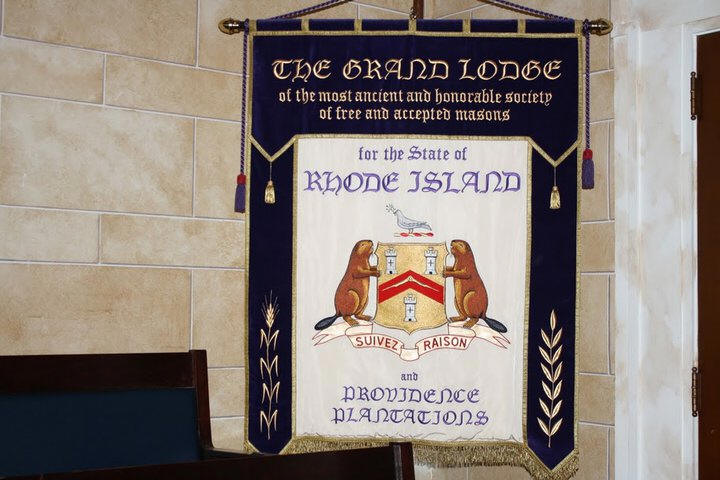 THE GRAND LODGE
of the most ancient and honorable society
of free and accepted masons
for the State of
RHODE ISLAND
SUIVEZ RAISON
and
PROVIDENCE
PLANTATIONS